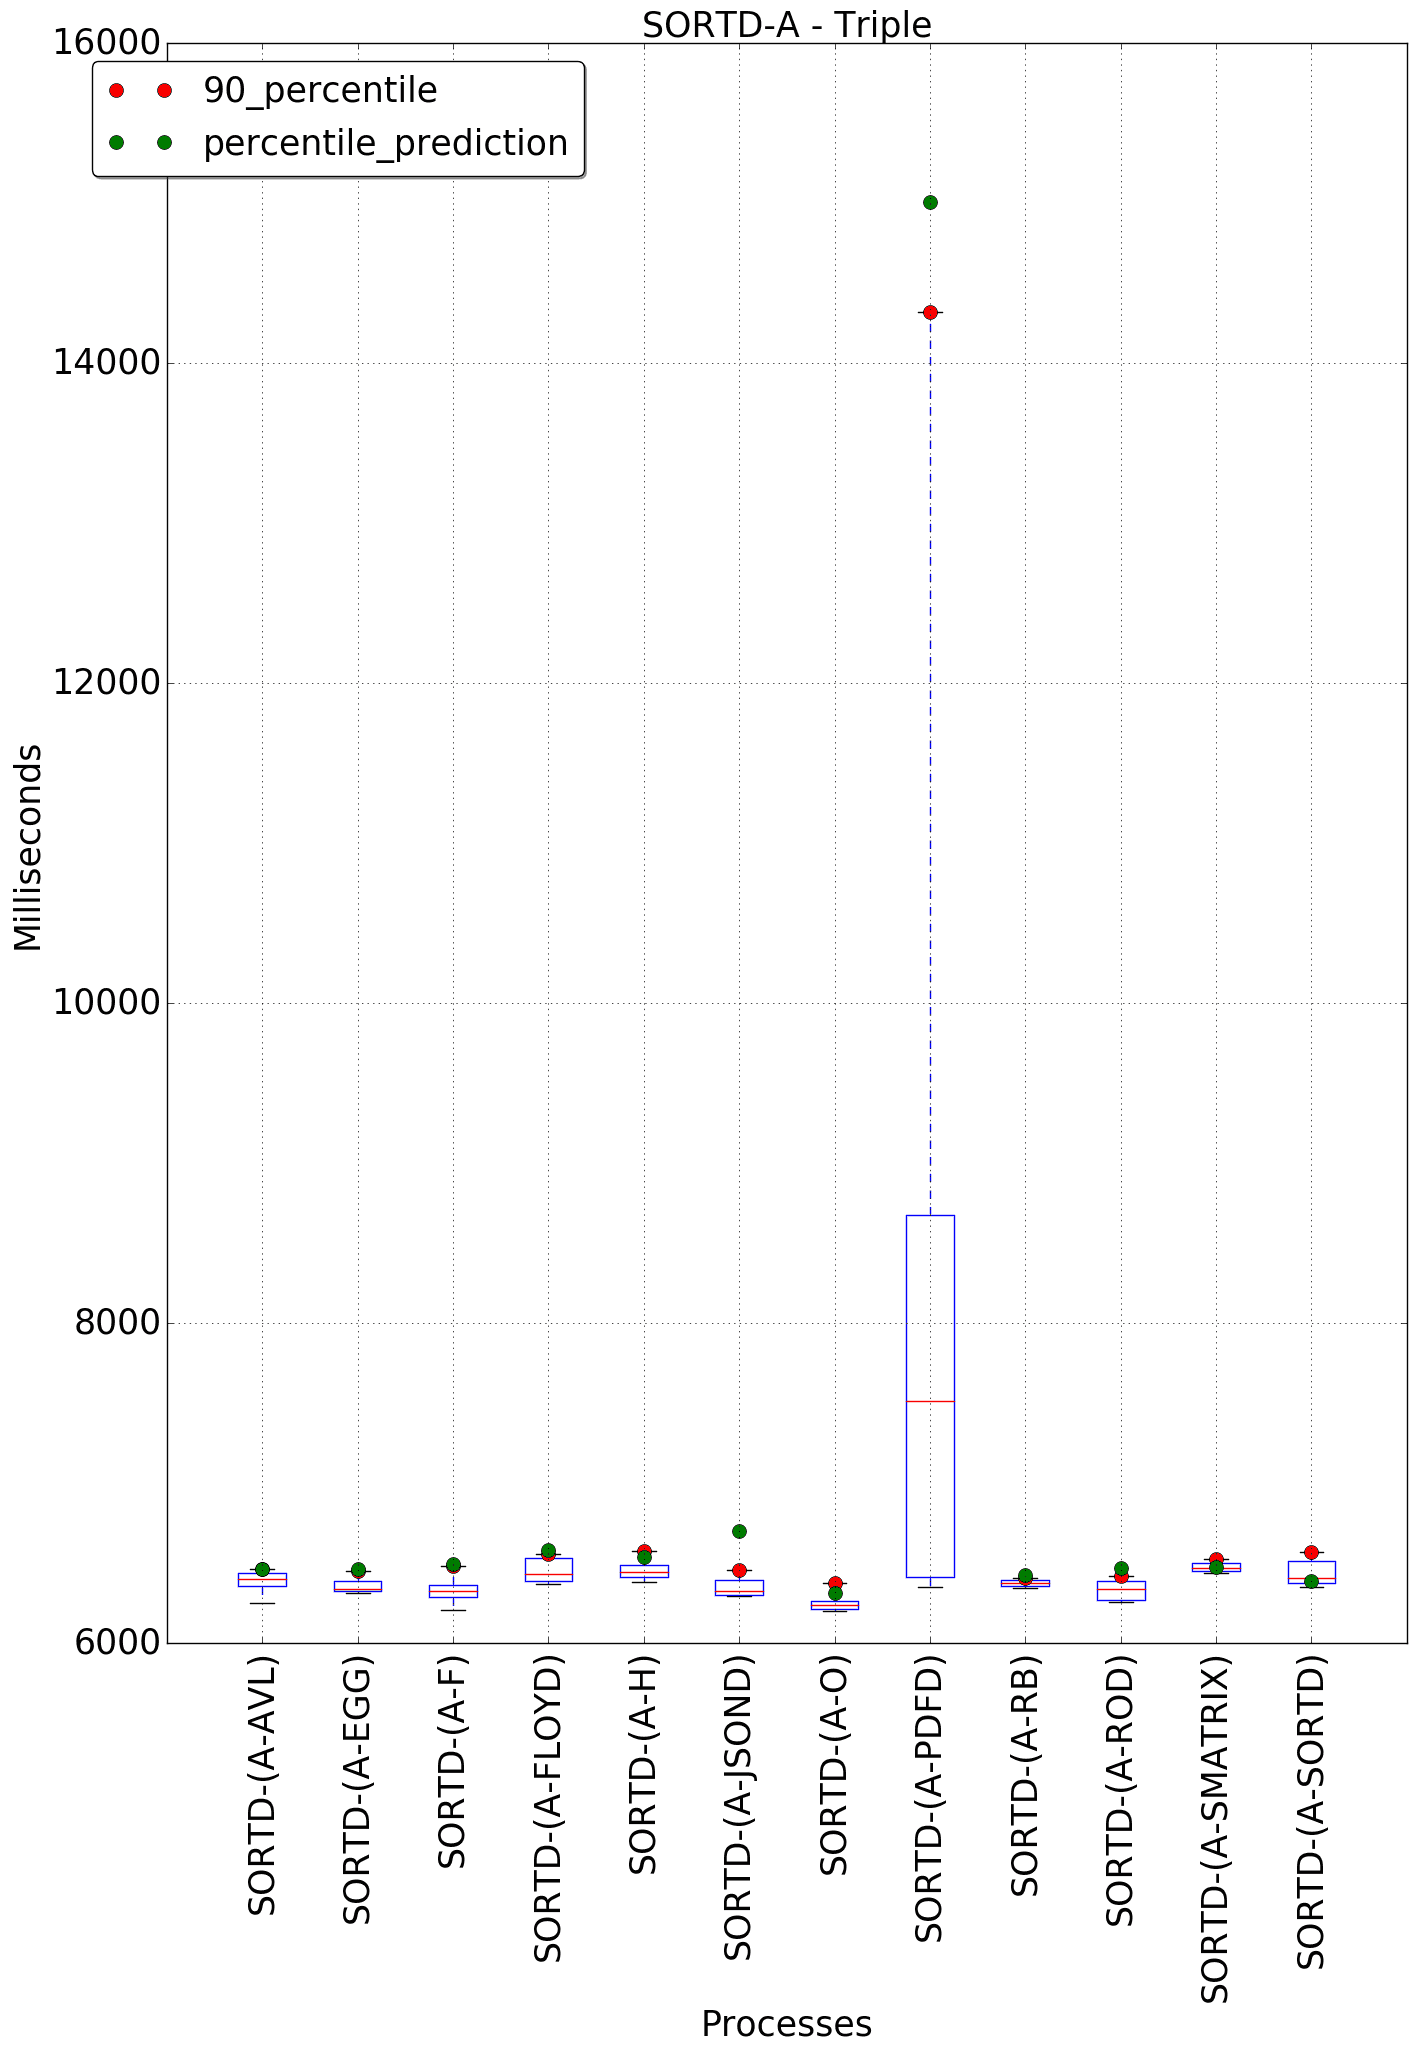 SORTD-A - Triple
90_percentile
percentile_prediction
16000
14000
12000
10000
8000
6000
Milliseconds
SORTD-(A-AVL)
SORTD-(A-EGG)
SORTD-(A-F)
SORTD-(A-FLOYD)
SORTD-(A-H)
SORTD-(A-JSOND)
SORTD-(A-O)
SORTD-(A-PDFD)
SORTD-(A-RB)
SORTD-(A-ROD)
SORTD-(A-SMATRIX)
SORTD-(A-SORTD)
Processes